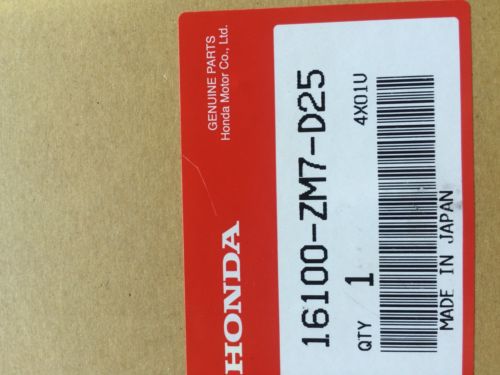 GENUINE PARTS
Honda Motor Co., Ltd.
HONDA
16100-ZM7-D25
QTY 1
4X01U
MADE IN JAPAN